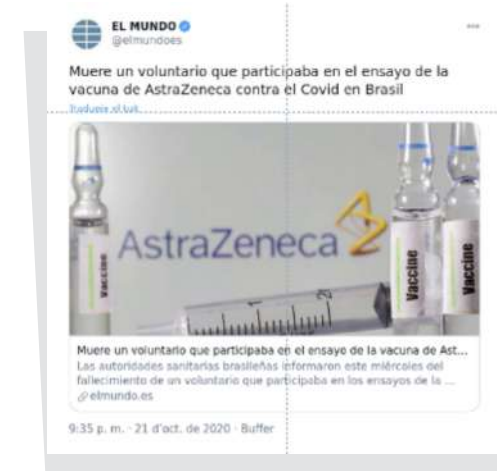 EL MUNDO
@elmundoes
Muere un voluntario que participaba en el ensayo de la
vacuna de AstraZeneca contra el Covid en Brasil
AstraZeneca
Vaccine
Vaccine
Vaccine
1
2
Muere un voluntario que participaba en el ensayo de la vacuna de Ast...
Las autoridades sanitarias brasileñas informaron este miércoles del
fallecimiento de un voluntario que participaba en los ensayos de la ...
elmundo.es
9:35 p. m. · 21 d'oct. de 2020 · Buffer